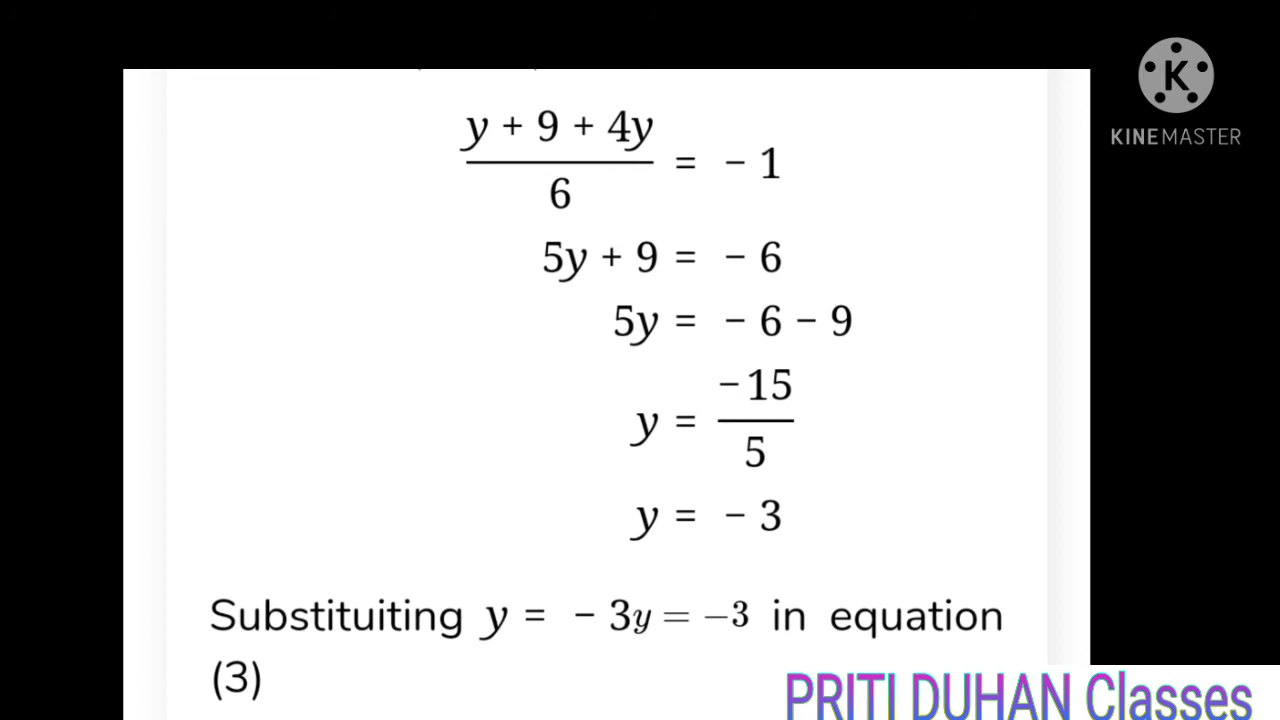 K
KINEMASTER
y + 9 + 4y
6
= − 1
5y + 9 = − 6
5y = − 6 − 9
y = −15
5
y = − 3
Substituiting y = − 3y = −3 in equation
(3)
PRITI DUHAN Classes